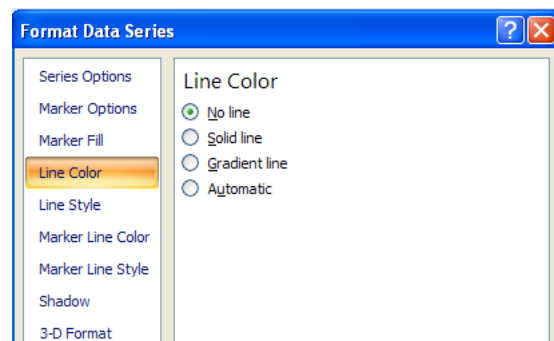 Format Data Series
Series Options
Marker Options
Marker Fill
Line Color
Line Style
Marker Line Color
Marker Line Style
Shadow
3-D Format
Line Color
No line
Solid line
Gradient line
Automatic